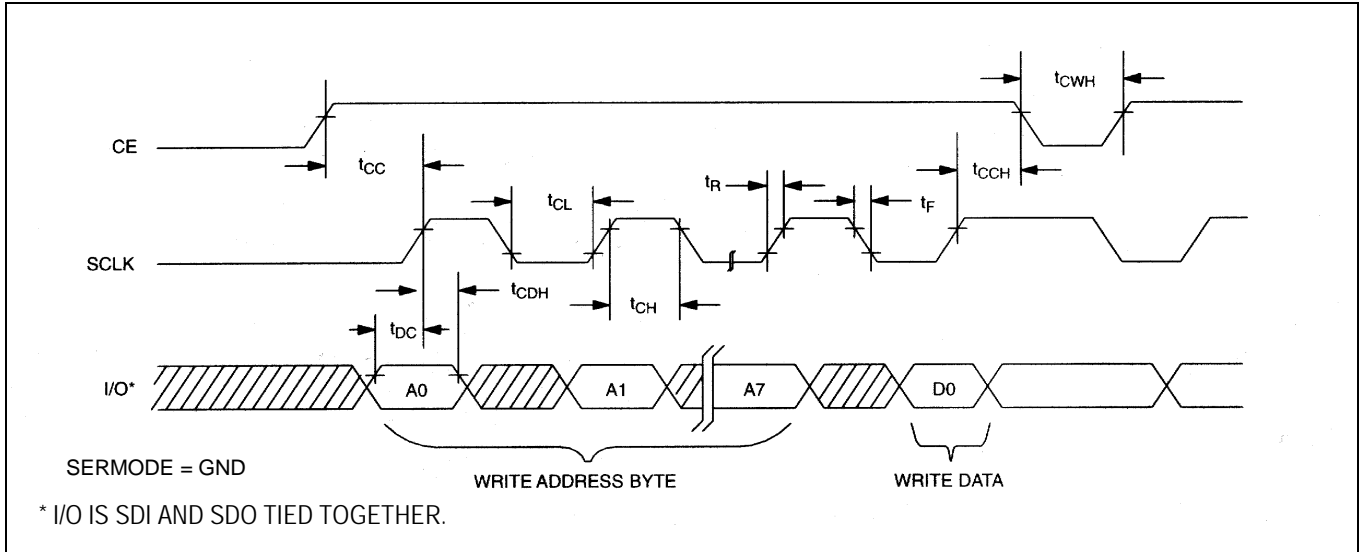 tCWH
CE
tCC
tCCH
tR
tCL
tF
SCLK
tCDH
tCH
tDC
I/O*
A0
A1
A7
D0
SERMODE = GND
WRITE ADDRESS BYTE
WRITE DATA
* I/O IS SDI AND SDO TIED TOGETHER.